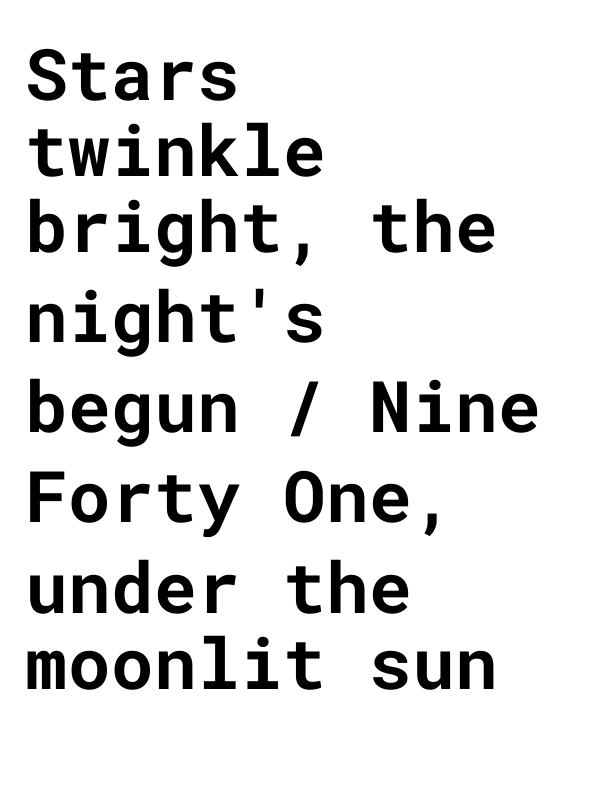 Stars
twinkle
bright, the
night's
begun / Nine
Forty One,
under the
moonlit sun